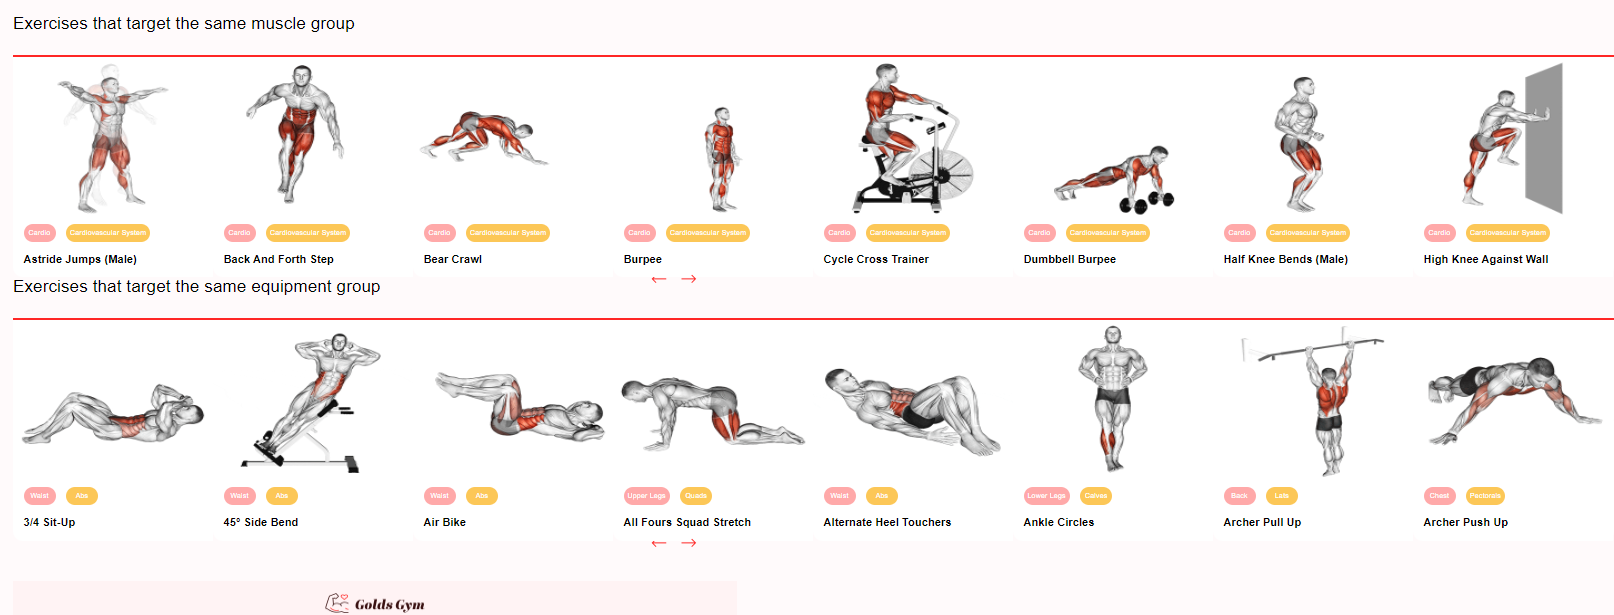 Exercises that target the same muscle group
Cardio Cardiovascular System Cardio Cardiovascular System Cardio Cardiovascular System Cardio Cardiovascular System Cardio Cardiovascular System Cardio Cardiovascular System Cardio Cardiovascular System Cardio Cardiovascular System
Astride Jumps (Male) Back And Forth Step Bear Crawl Burpee Cycle Cross Trainer Dumbbell Burpee Half Knee Bends (Male) High Knee Against Wall
← →
Exercises that target the same equipment group
Waist Abs Waist Abs Waist Abs Upper Legs Quads Waist Abs Lower Legs Calves Back Lats Chest Pectorals
3/4 Sit-Up 45° Side Bend Air Bike All Fours Squad Stretch Alternate Heel Touchers Ankle Circles Archer Pull Up Archer Push Up
← →
Golds Gym